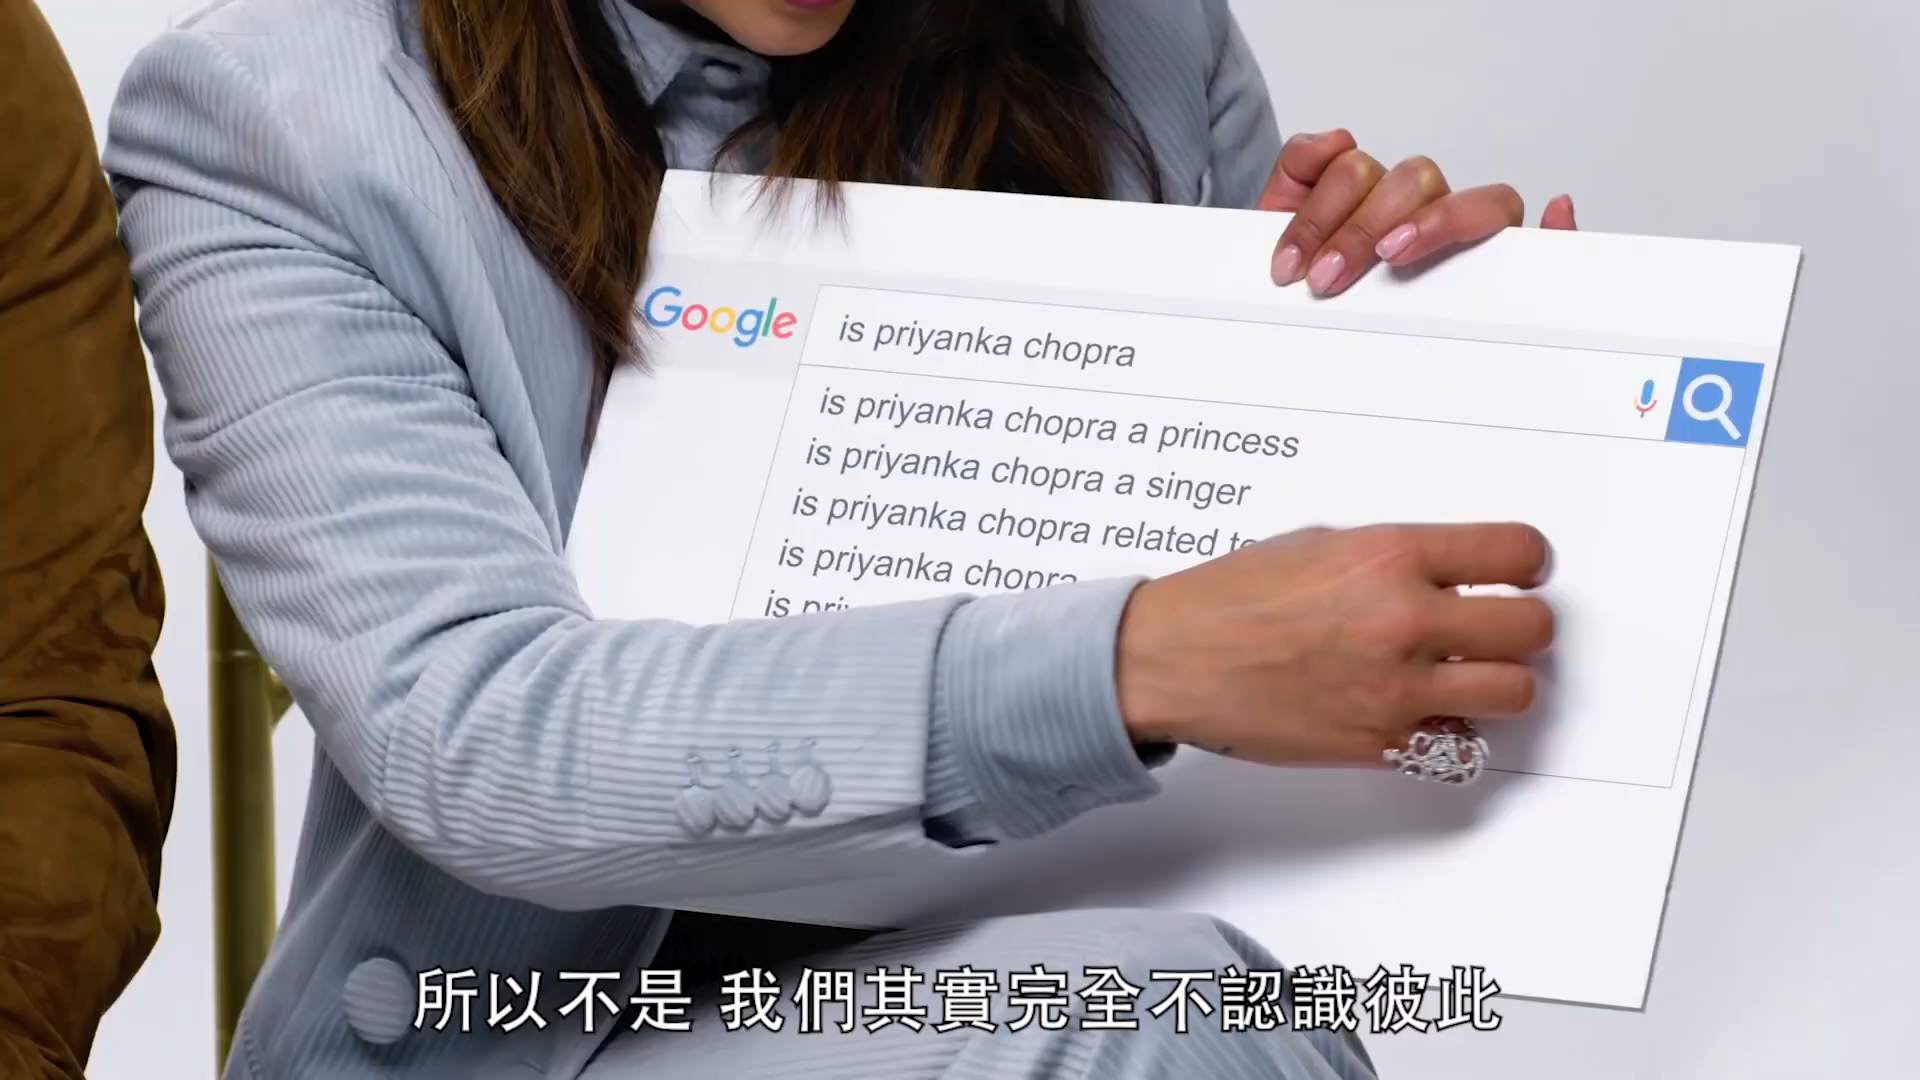 Google
is priyanka chopra
is priyanka chopra a princess
is priyanka chopra a singer
is priyanka chopra related
is priyanka chopra
is
所以不是 我們其實完全不認識彼此